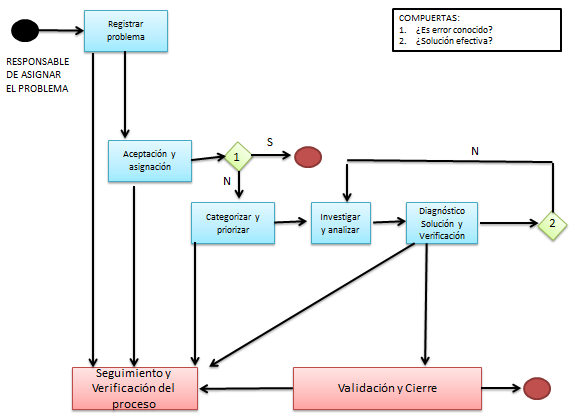 Registrar
problema
COMPUERTAS:
1. ¿Es error conocido?
2. ¿Solución efectiva?
RESPONSABLE
DE ASIGNAR
EL PROBLEMA
Aceptación y
asignación
1
S
N
N
Categorizar y
priorizar
Investigar
y analizar
Diagnóstico
Solución y
Verificación
2
Seguimiento y
Verificación del
proceso
Validación y Cierre